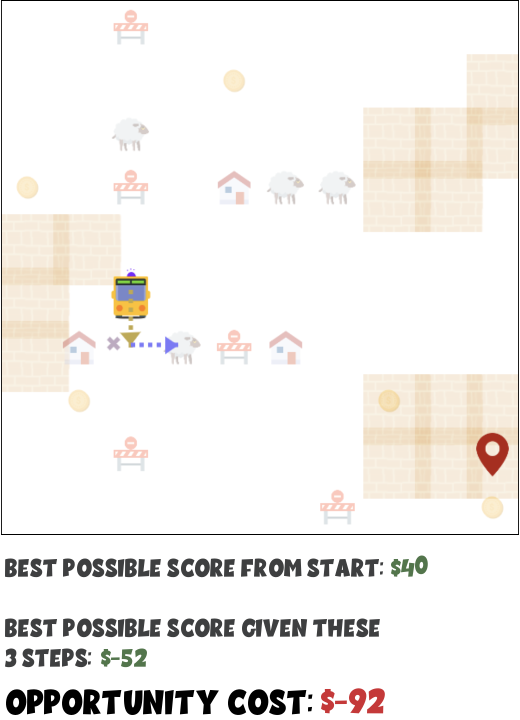 BEST POSSIBLE SCORE FROM START: $40
BEST POSSIBLE SCORE GIVEN THESE
3 STEPS: $-52
OPPORTUNITY COST: $-92